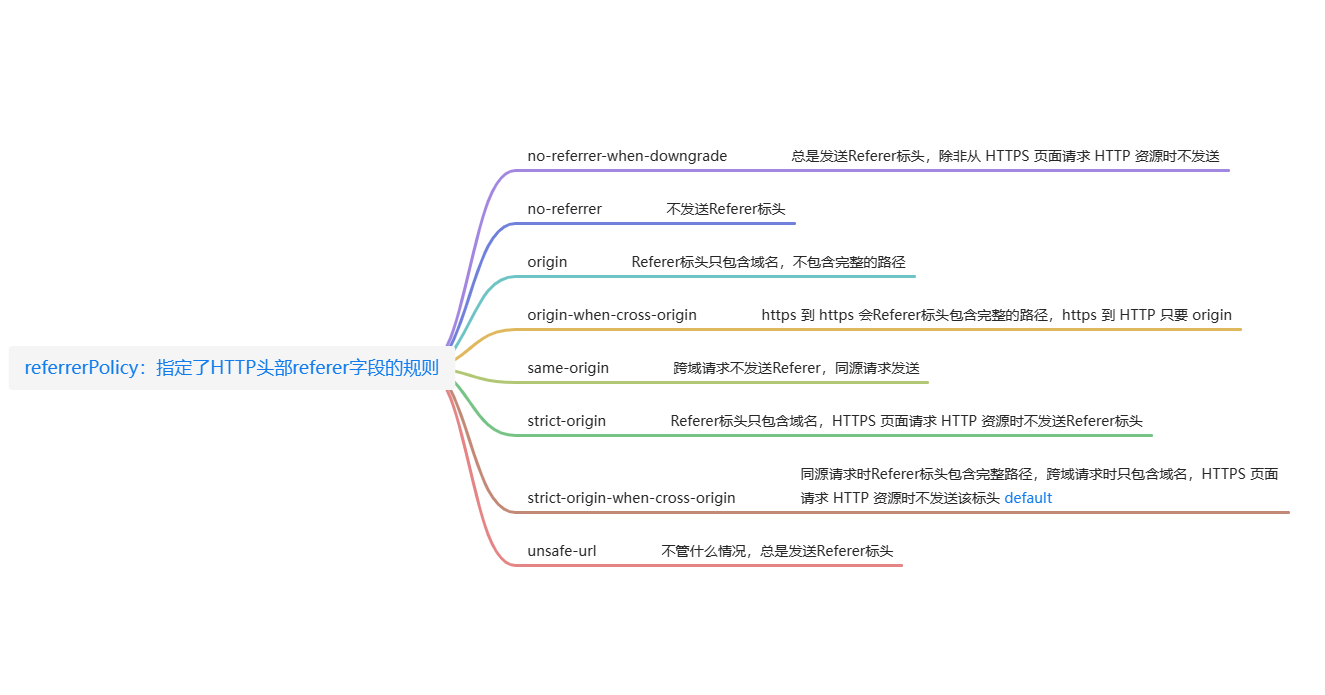 referrerPolicy：指定了HTTP头部referer字段的规则
no-referrer-when-downgrade 总是发送Referer标头，除非从 HTTPS 页面请求 HTTP 资源时不发送
no-referrer 不发送Referer标头
origin Referer标头只包含域名，不包含完整的路径
origin-when-cross-origin https 到 https 会Referer标头包含完整的路径，https 到 HTTP 只要 origin
same-origin 跨域请求不发送Referer，同源请求发送
strict-origin Referer标头只包含域名，HTTPS 页面请求 HTTP 资源时不发送Referer标头
strict-origin-when-cross-origin 同源请求时Referer标头包含完整路径，跨域请求时只包含域名，HTTPS 页面
请求 HTTP 资源时不发送该标头 default
unsafe-url 不管什么情况，总是发送Referer标头